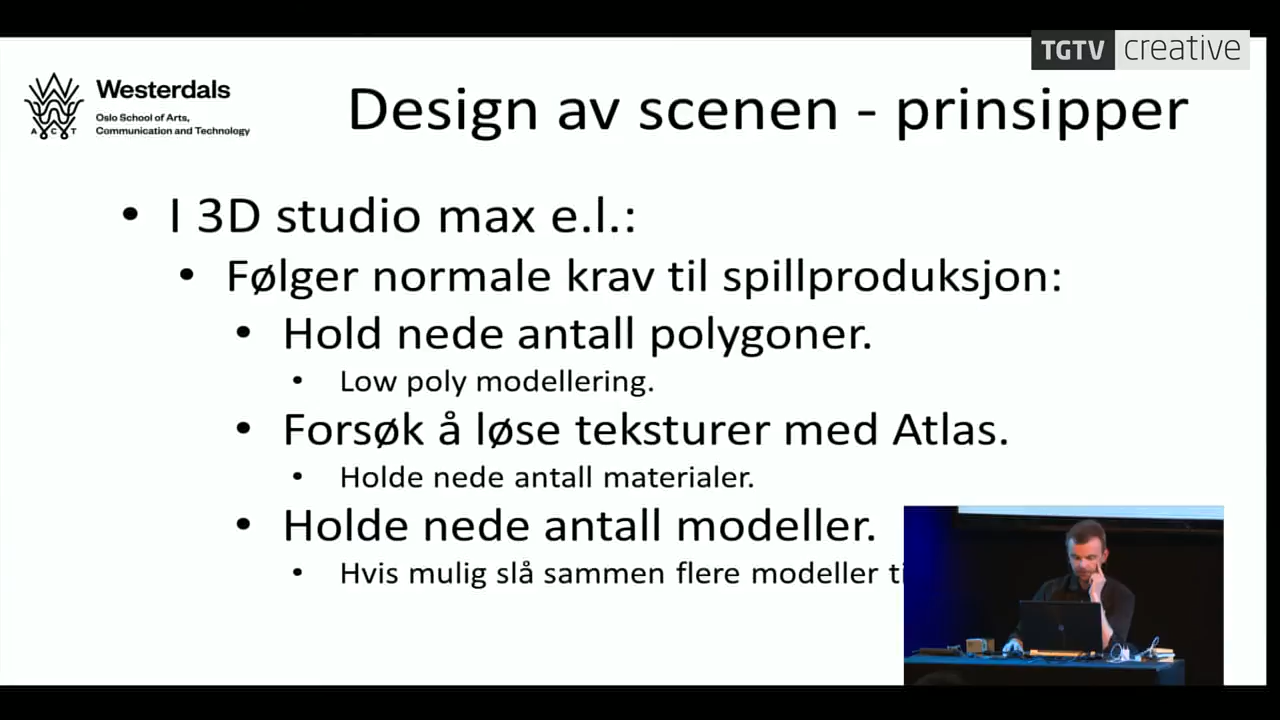 TGTV creative
Westerdals
Oslo School of Arts,
Communication and Technology
A C T
Design av scenen - prinsipper
• I 3D studio max e.l.:
• Følger normale krav til spillproduksjon:
• Hold nede antall polygoner.
• Low poly modellering.
• Forsøk å løse teksturer med Atlas.
• Holde nede antall materialer.
• Holde nede antall modeller.
• Hvis mulig slå sammen flere modeller